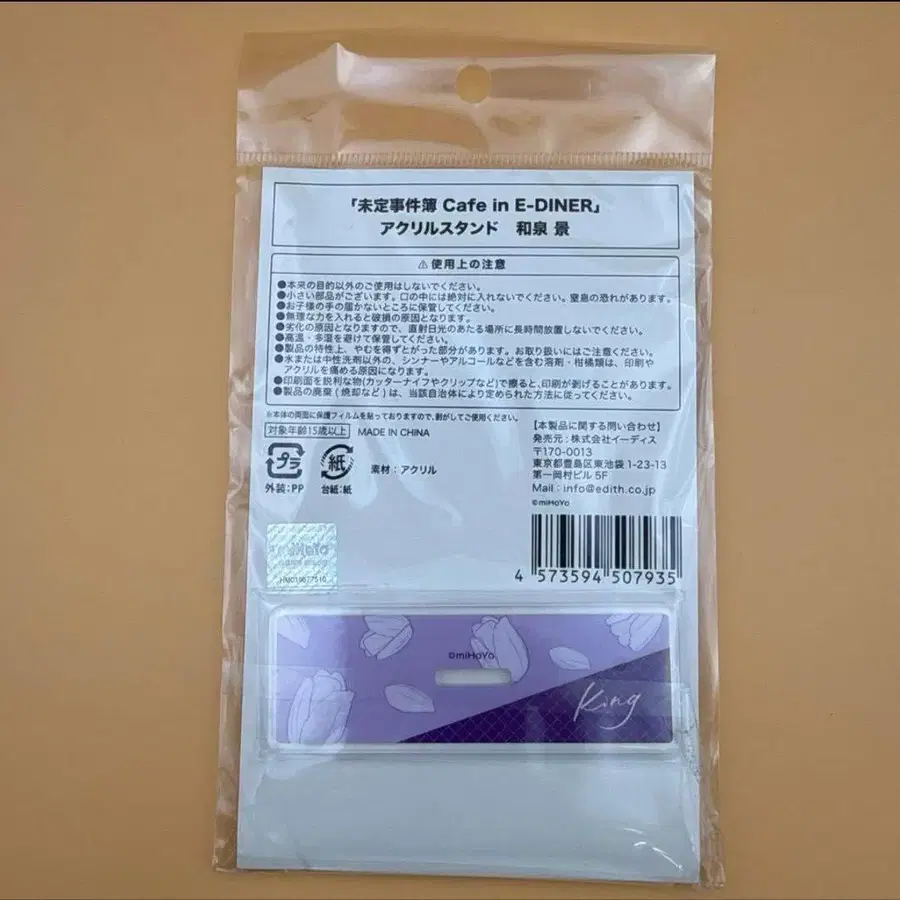 「未定事件簿 Cafe in E-DINER」
アクリルスタンド 和泉 景
⚠使用上の注意
●本来の目的以外のご使用はしないでください。
●小さい部品がございます。口の中には絶対に入れないでください。窒息の恐れがあります。
●お子様の手の届かないところに保管してください。
●無理な力を入れると破損の原因となります。
●劣化の原因となりますので、直射日光のあたる場所に長時間放置しないでください。
●高温・多湿を避けて保管してください。
●製品の特性上、やむを得ずとがった部分があります。お取り扱いにはご注意ください。
●水または中性洗剤以外の、シンナーやアルコールなどを含む溶剤・柑橘類は、印刷や
アクリルを痛める原因になります。
●印刷面を鋭利な物(カッターナイフやクリップなど)で擦ると、印刷が剥げることがあります。
●製品の廃棄(焼却など)は、当該自治体により定められた方法に従ってください。
※本体の両面に保護フィルムを貼っておりますので、剥がしてご使用ください。
対象年齢15歳以上 MADE IN CHINA
プラ
外装:PP
紙
台紙:紙
素材:アクリル
【本製品に関する問い合わせ】
発売元:株式会社イーディス
〒170-0013
東京都豊島区東池袋 1-23-13
第一岡村ビル 5F
Mail:info@edith.co.jp
©miHoYo
4 573594 507935
miHoYo
©miHoYo
King